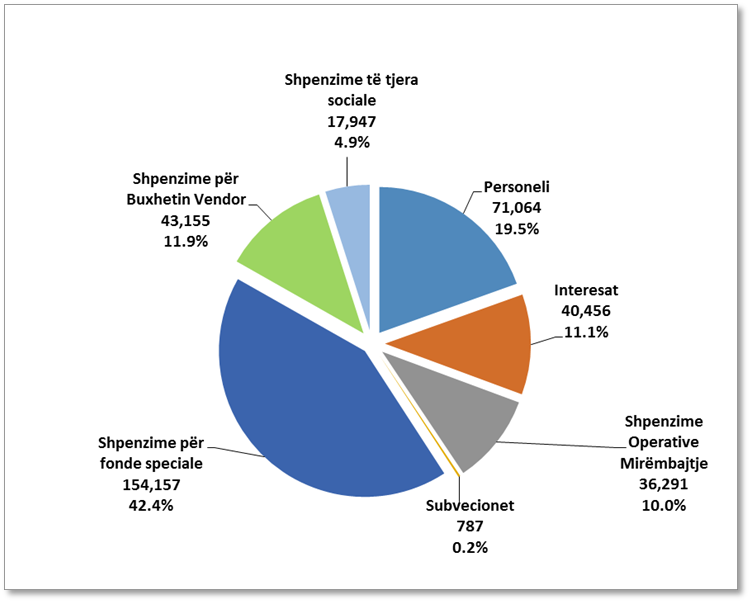 Shpenzime të tjera
sociale
17,947
4.9%
Personeli
71,064
19.5%
Interesat
40,456
11.1%
Shpenzime
Operative
Mirëmbajtje
36,291
10.0%
Subvecionet
787
0.2%
Shpenzime për
fonde speciale
154,157
42.4%
Shpenzime për
Buxhetin Vendor
43,155
11.9%